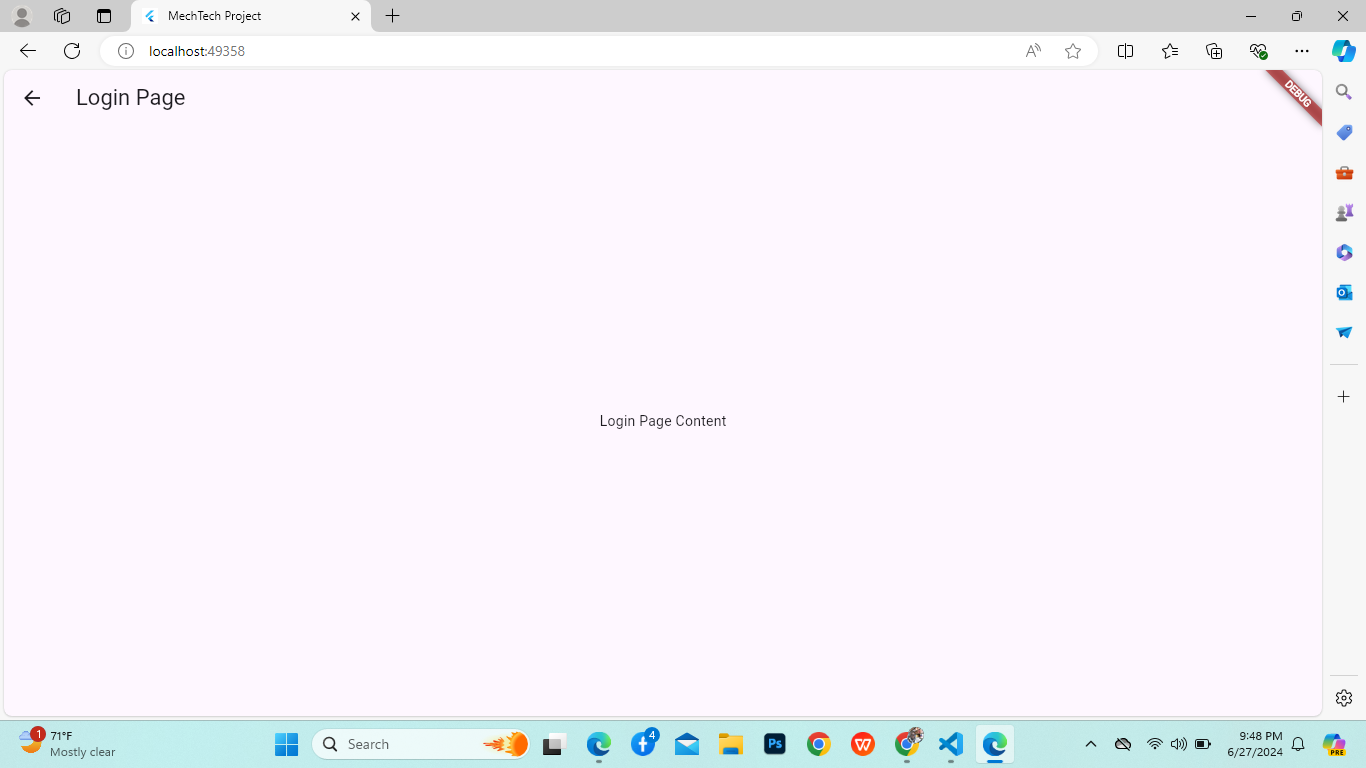 MechTech Project
localhost:49358
Login Page
DEBUG
Login Page Content
1
71°F
Mostly clear
Search
4
Ps
W
9:48 PM
6/27/2024
PRE